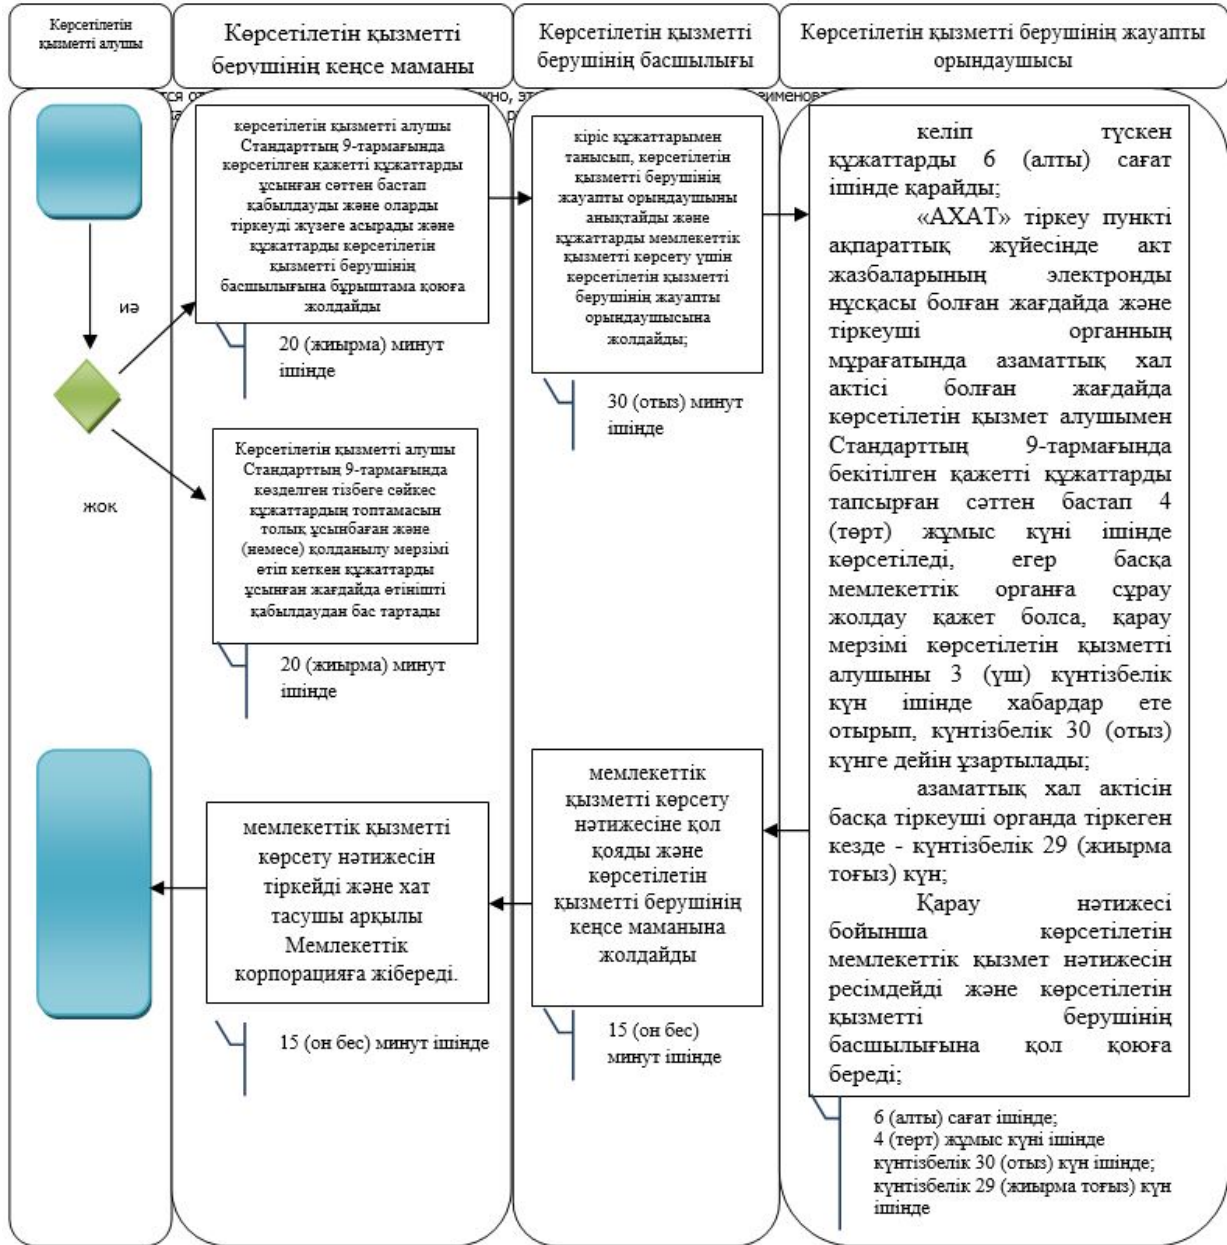 Көрсетілетін
қызметті алушы
Көрсетілетін қызметті
берушінің кеңсе маманы
Көрсетілетін қызметті
берушінің басшылығы
Көрсетілетін қызметті берушінің жауапты
орындаушысы
иә
жоқ
көрсетілетін қызметті алушы
Стандарттың 9-тармағында
көрсетілген қажетті құжаттарды
ұсынған сәттен бастап
қабылдауды және оларды
тіркеуді жүзеге асырады және
құжаттарды көрсетілетін
қызметті берушінің
басшылығына бұрыштама қоюға
жолдайды
20 (жиырма) минут
ішінде
Көрсетілетін қызметті алушы
Стандарттың 9-тармағында
көзделген тізбеге сәйкес
құжаттардың топтамасын
толық ұсынбаған және
(немесе) қолданылу мерзімі
өтіп кеткен құжаттарды
ұсынған жағдайда өтінішті
қабылдаудан бас тартады
20 (жиырма) минут
ішінде
кіріс құжаттарымен
танысып, көрсетілетін
қызметті берушінің
жауапты орындаушыны
анықтайды және
құжаттарды мемлекеттік
қызметті көрсету үшін
көрсетілетін қызметті
берушінің жауапты
орындаушысына
жолдайды;
30 (отыз) минут
ішінде
келіп түскен
құжаттарды 6 (алты) сағат
ішінде қарайды;
«АХАТ» тіркеу пункті
ақпараттық жүйесінде акт
жазбаларының электронды
нұсқасы болған жағдайда және
тіркеуші органның
мұрағатында азаматтық хал
актісі болған жағдайда
көрсетілетін қызмет алушымен
Стандарттың 9-тармағында
бекітілген қажетті құжаттарды
тапсырған сәттен бастап 4
(төрт) жұмыс күні ішінде
көрсетіледі, егер басқа
мемлекеттік органға сұрау
жолдау қажет болса, қарау
мерзімі көрсетілетін қызметті
алушыны 3 (үш) күнтізбелік
күн ішінде хабардар ете
отырып, күнтізбелік 30 (отыз)
күнге дейін ұзартылады;
азаматтық хал актісін
басқа тіркеуші органда тіркеген
кезде - күнтізбелік 29 (жиырма
тоғыз) күн;
Қарау нәтижесі
бойынша көрсетілетін
мемлекеттік қызмет нәтижесін
ресімдейді және көрсетілетін
қызметті берушінің
басшылығына қол қоюға
береді;
6 (алты) сағат ішінде;
4 (төрт) жұмыс күні ішінде
күнтізбелік 30 (отыз) күн ішінде;
күнтізбелік 29 (жиырма тоғыз) күн
ішінде
мемлекеттік
қызметті көрсету
нәтижесіне қол
қояды және
көрсетілетін
қызметті берушінің
кеңсе маманына
жолдайды
15 (он бес)
минут ішінде
мемлекеттік қызметті
көрсету нәтижесін
тіркейді және хат
тасушы арқылы
Мемлекеттік
корпорацияға жібереді.
15 (он бес) минут ішінде